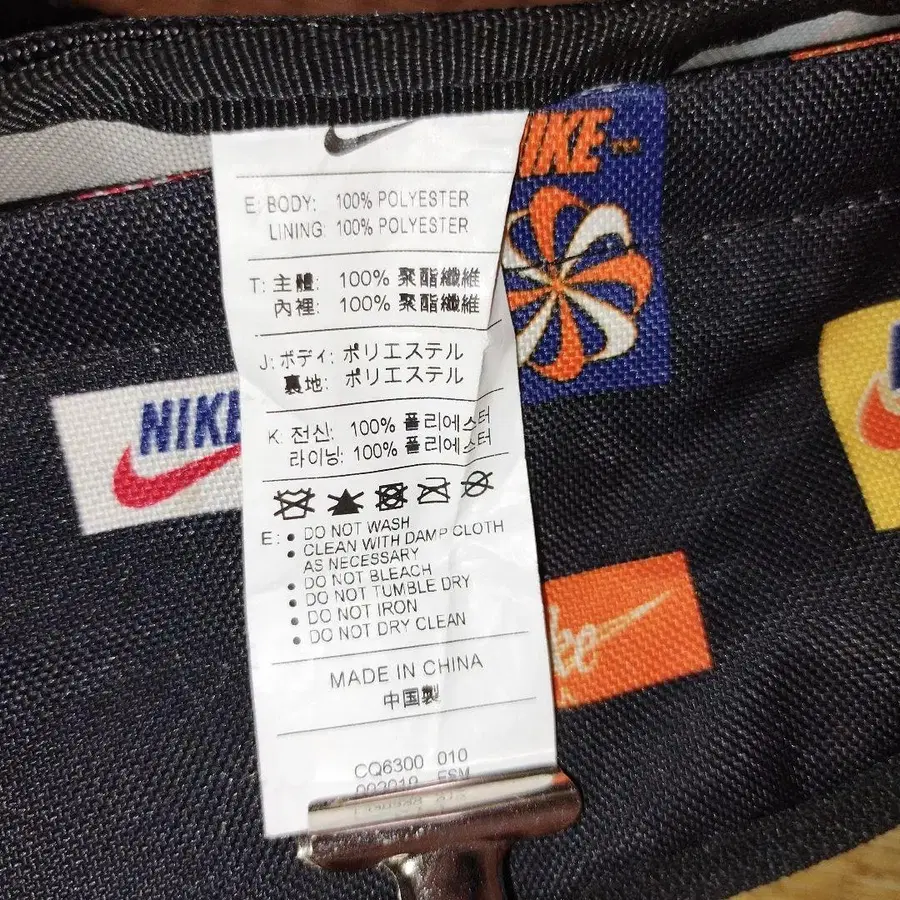 E: BODY: 100% POLYESTER
LINING: 100% POLYESTER
T: 主體: 100% 聚酯纖維
內裡: 100% 聚酯纖維
J: ボディ: ポリエステル
裏地: ポリエステル
K: 전신: 100% 폴리에스터
라이닝: 100% 폴리에스터
E: • DO NOT WASH
• CLEAN WITH DAMP CLOTH
AS NECESSARY
• DO NOT BLEACH
• DO NOT TUMBLE DRY
• DO NOT IRON
• DO NOT DRY CLEAN
MADE IN CHINA
中国製
CQ6300 010
NIKE
NIKE